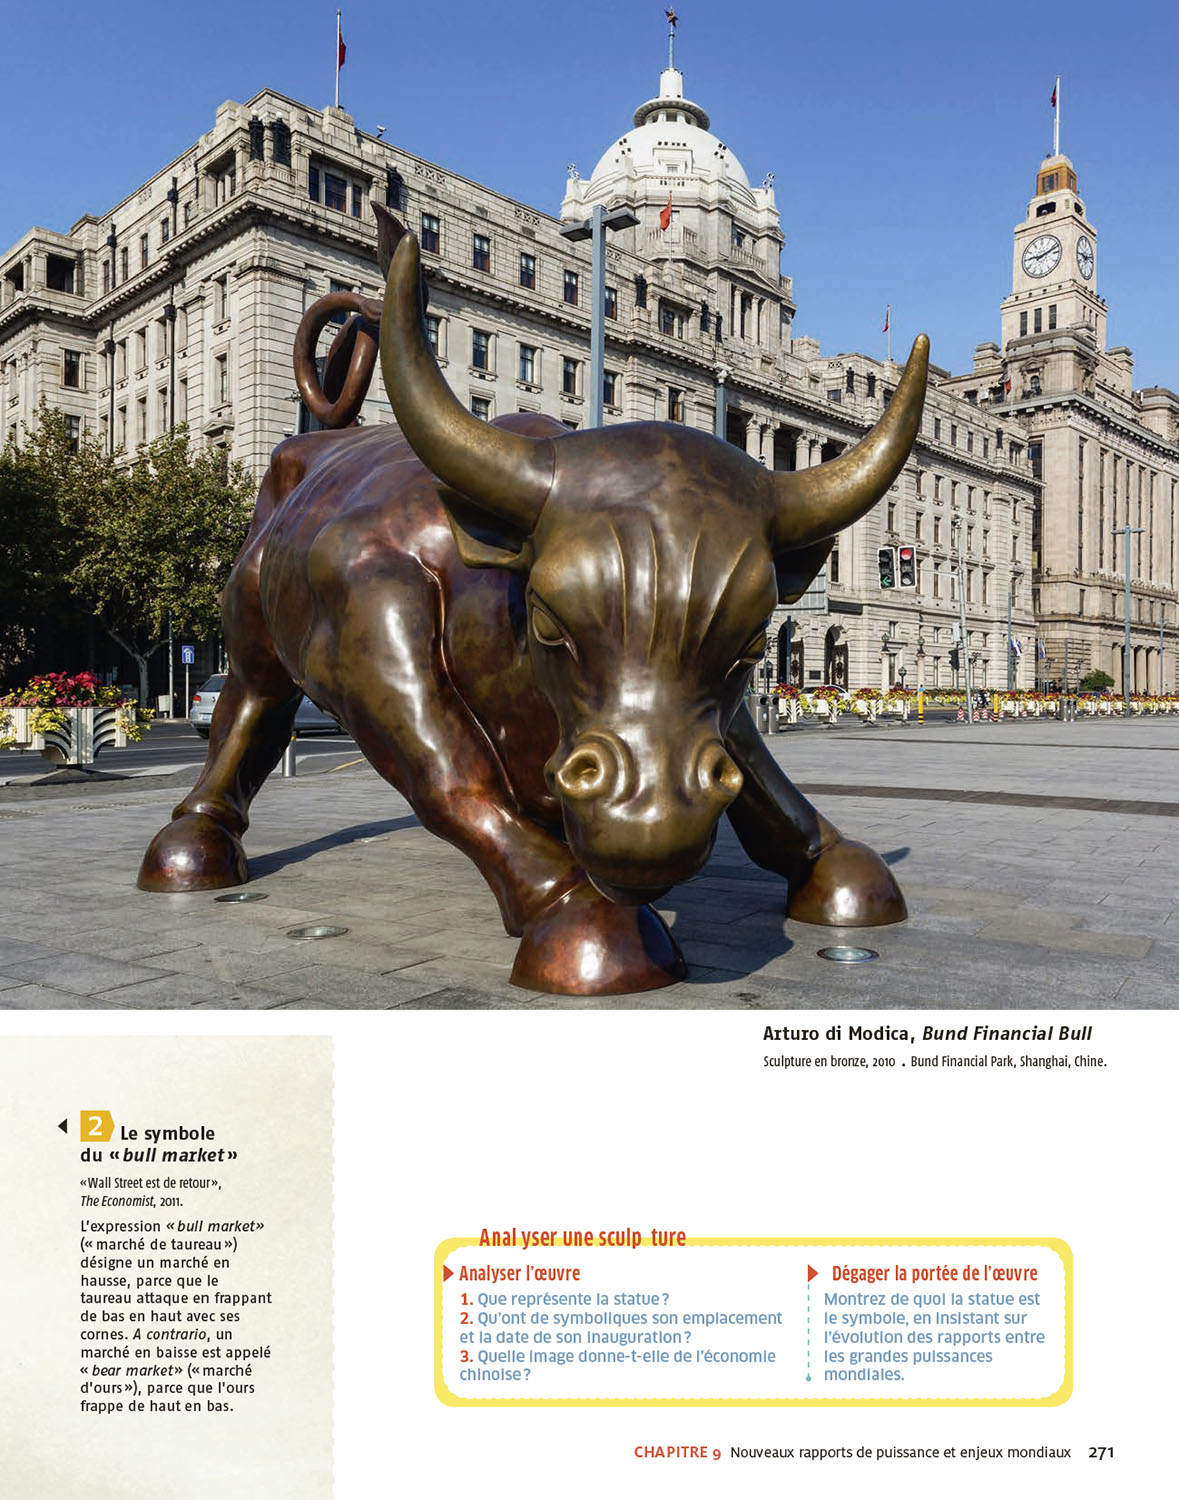 Arturo di Modica, Bund Financial Bull
Sculpture en bronze, 2010 . Bund Financial Park, Shanghai, Chine.
2 Le symbole
du « bull market »
«Wall Street est de retour»,
The Economist, 2011.
L'expression « bull market»
(« marché de taureau »)
désigne un marché en
hausse, parce que le
taureau attaque en frappant
de bas en haut avec ses
cornes. A contrario, un
marché en baisse est appelé
« bear market» (« marché
d'ours »), parce que l'ours
frappe de haut en bas.
Anal yser une sculp ture
Analyser l'œuvre
1. Que représente la statue ?
2. Qu'ont de symboliques son emplacement
et la date de son inauguration ?
3. Quelle image donne-t-elle de l'économie
chinoise ?
Dégager la portée de l'œuvre
Montrez de quoi la statue est
le symbole, en insistant sur
l'évolution des rapports entre
les grandes puissances
mondiales.
CHAPITRE 9 Nouveaux rapports de puissance et enjeux mondiaux 271